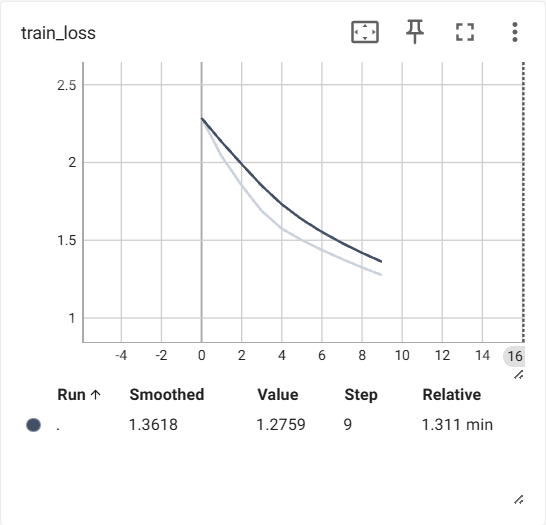 train_loss
2.5
2
1.5
1
-4 -2 0 2 4 6 8 10 12 14 16
Run Smoothed Value Step Relative
. 1.3618 1.2759 9 1.311 min